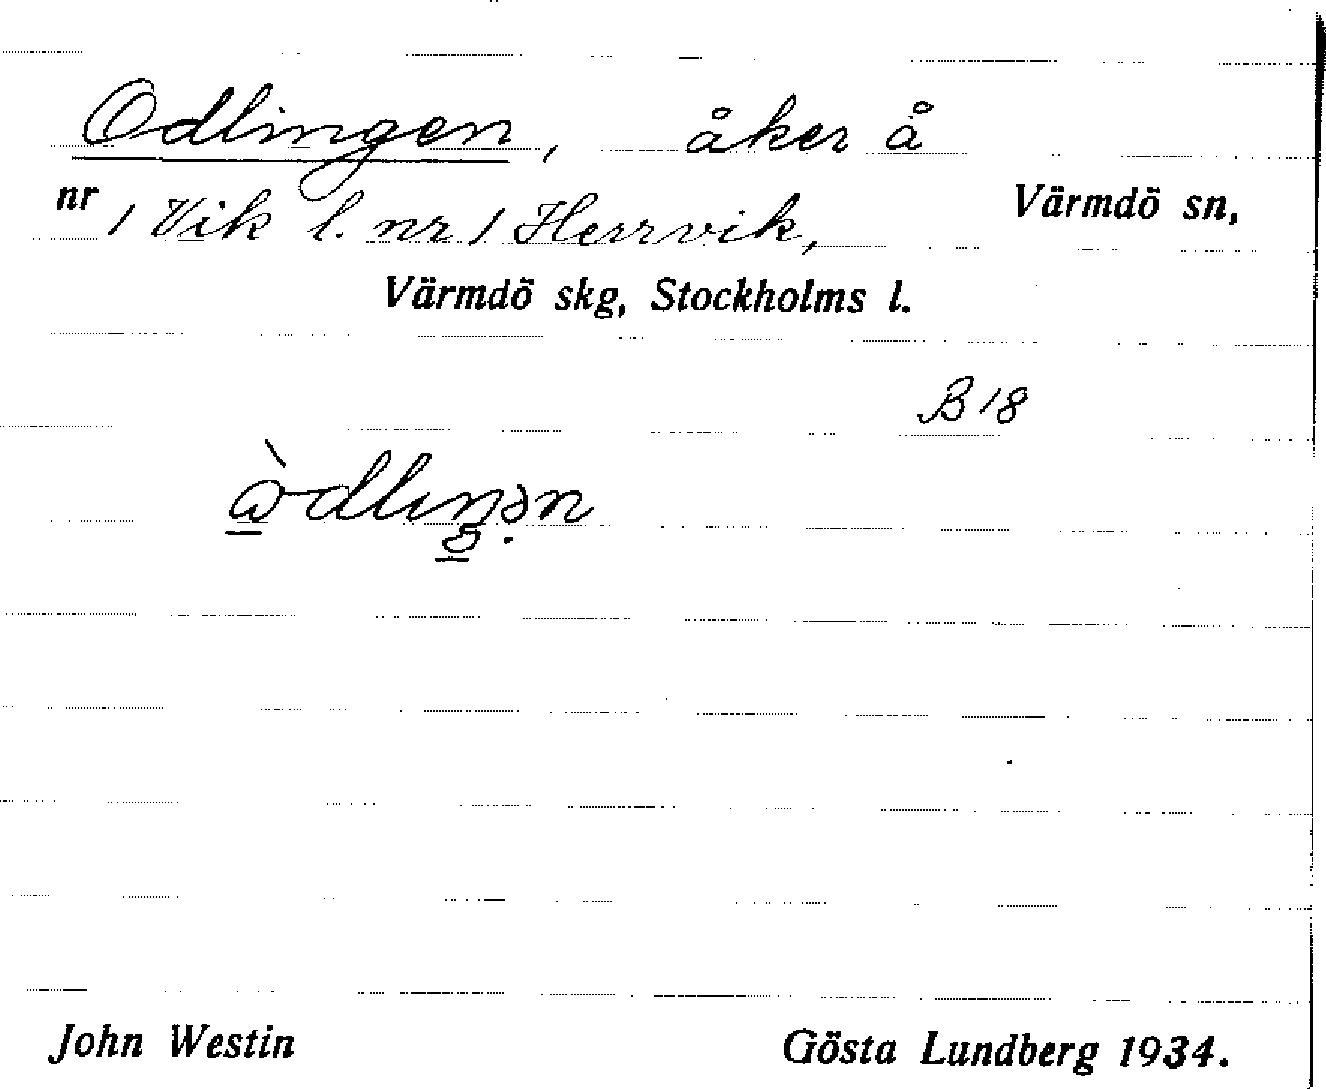 Odlingen, åker å
nr 1 Vik l. nr 1 Herrvik, Värmdö sn,
Värmdö skg, Stockholms l.
B 18
John Westin Gösta Lundberg 1934.